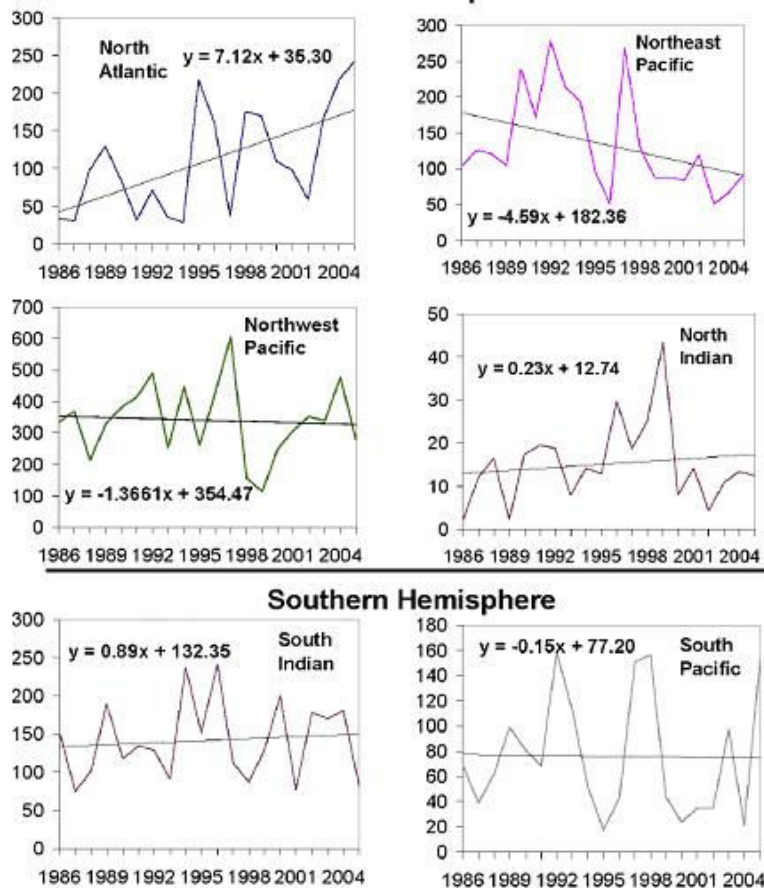 300
250
200
150
100
50
0
North
Atlantic
y = 7.12x + 35.30
1986 1989 1992 1995 1998 2001 2004
300
250
200
150
100
50
0
Northeast
Pacific
y = -4.59x + 182.36
1986 1989 1992 1995 1998 2001 2004
700
600
500
400
300
200
100
0
Northwest
Pacific
y = -1.3661x + 354.47
1986 1989 1992 1995 1998 2001 2004
50
40
30
20
10
0
North
Indian
y = 0.23x + 12.74
1986 1989 1992 1995 1998 2001 2004
Southern Hemisphere
300
250
200
150
100
50
0
y = 0.89x + 132.35
South
Indian
1986 1989 1992 1995 1998 2001 2004
180
160
140
120
100
80
60
40
20
0
y = -0.15x + 77.20
South
Pacific
1986 1989 1992 1995 1998 2001 2004